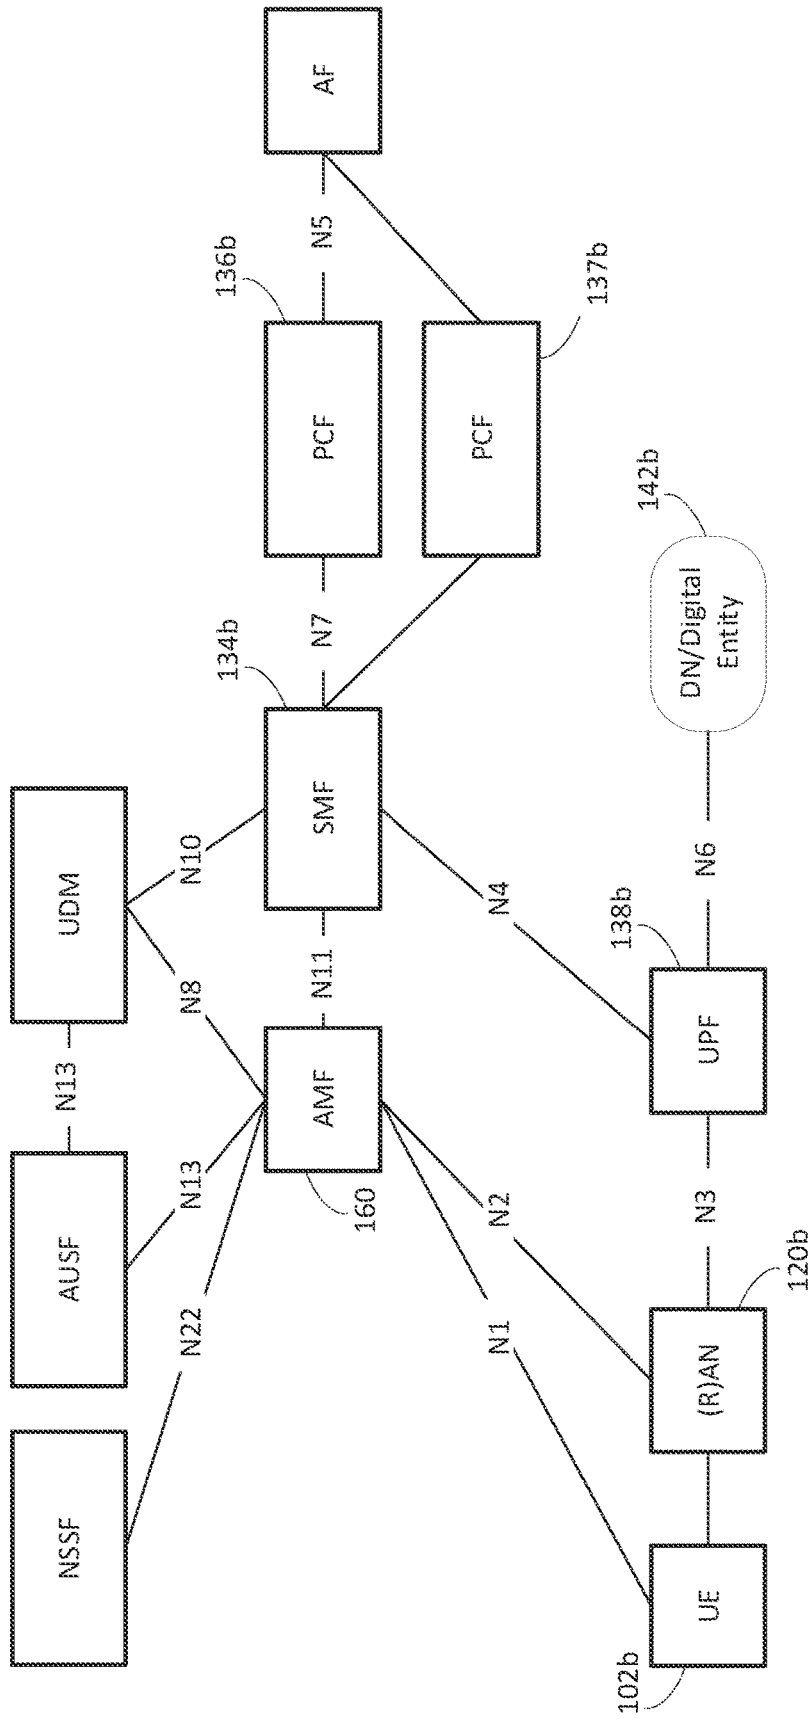 NSSF
AUSF
N13
UDM
N22
N13
N8
N10
160
AMF
N11
SMF
134b
N7
PCF
136b
N5
AF
PCF
137b
N1
N2
N4
102b
UE
(R)AN
120b
N3
UPF
138b
N6
DN/Digital
Entity
142b